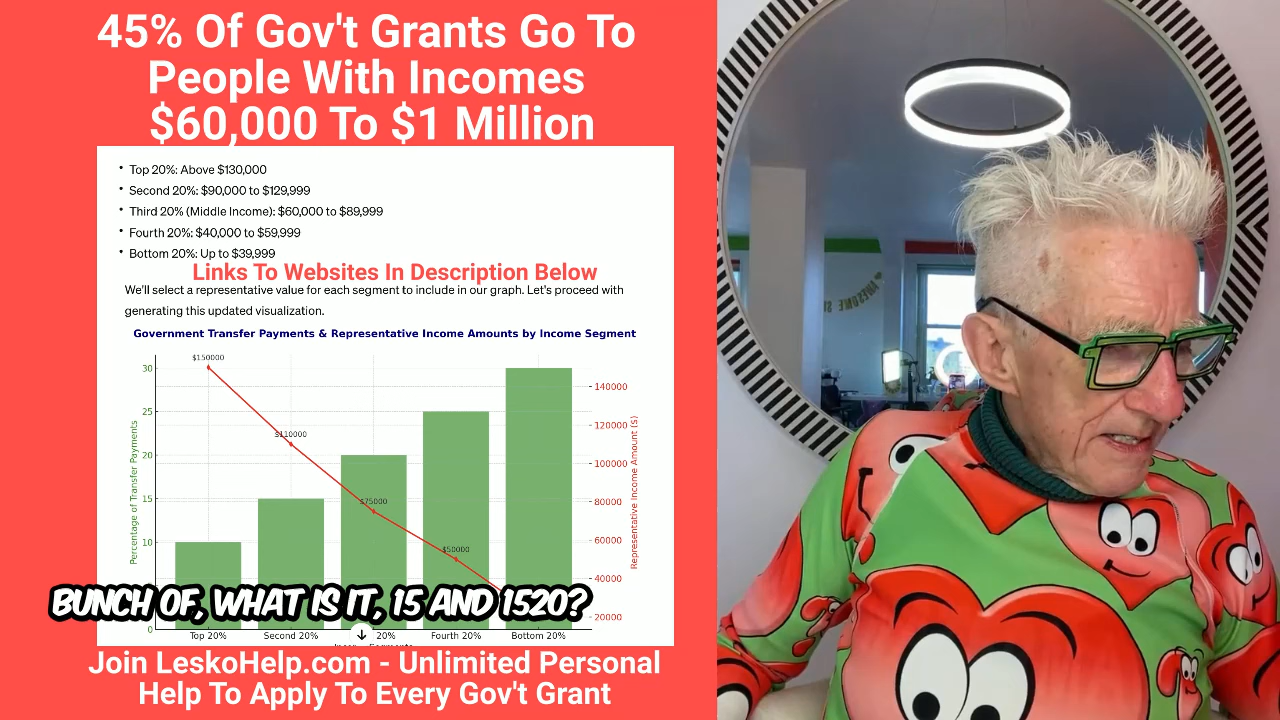 45% Of Gov't Grants Go To
People With Incomes
$60,000 To $1 Million
• Top 20%: Above $130,000
• Second 20%: $90,000 to $129,999
• Third 20% (Middle Income): $60,000 to $89,999
• Fourth 20%: $40,000 to $59,999
• Bottom 20%: Up to $39,999
Links To Websites In Description Below
We'll select a representative value for each segment to include in our graph. Let's proceed with
generating this updated visualization.
Government Transfer Payments & Representative Income Amounts by Income Segment
Percentage of Transfer Payments
30
25
20
15
10
0
$150000
$110000
$75000
$50000
140000
120000
100000
80000
60000
40000
20000
Representative Income Amount ($)
BUNCH OF, WHAT IS IT, 15 AND 1520?
Top 20%
Second 20%
20%
Fourth 20%
Bottom 20%
Join LeskoHelp.com - Unlimited Personal
Help To Apply To Every Gov't Grant
AWESOME